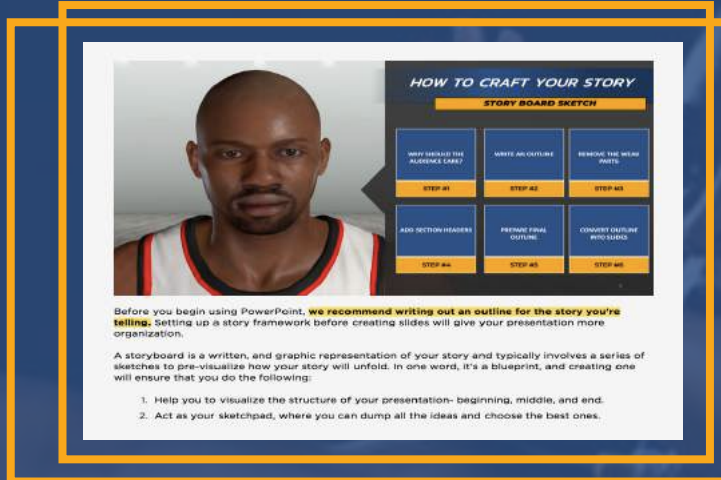 HOW TO CRAFT YOUR STORY
STORY BOARD SKETCH
WHY SHOULD THE
AUDIENCE CARE?
STEP #1
WRITE AN OUTLINE
STEP #2
REMOVE THE WEAK
PARTS
STEP #3
ADD SECTION HEADERS
STEP #4
PREPARE FINAL
OUTLINE
STEP #5
CONVERT OUTLINE
INTO SLIDES
STEP #6
Before you begin using PowerPoint, we recommend writing out an outline for the story you're
telling. Setting up a story framework before creating slides will give your presentation more
organization.
A storyboard is a written, and graphic representation of your story and typically involves a series of
sketches to pre-visualize how your story will unfold. In one word, it's a blueprint, and creating one
will ensure that you do the following:
1. Help you to visualize the structure of your presentation- beginning, middle, and end.
2. Act as your sketchpad, where you can dump all the ideas and choose the best ones.